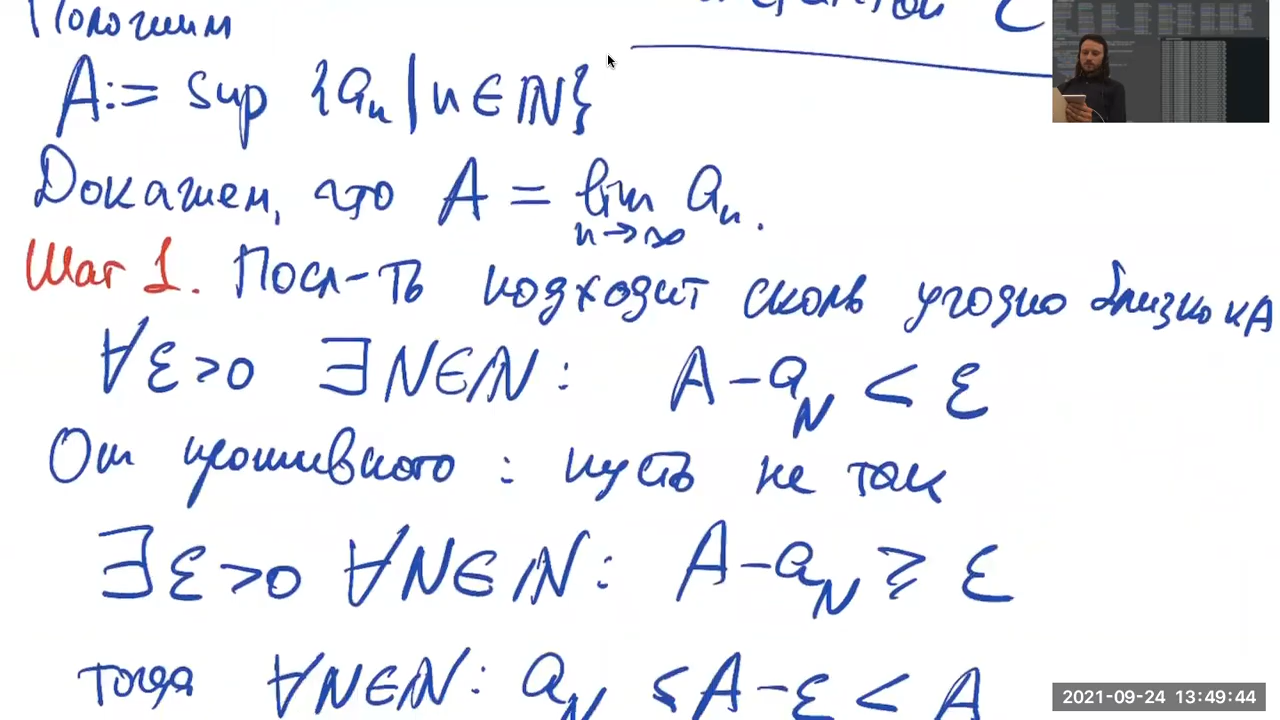 Положим
A := sup {aₙ | n ∈ ℕ}
Докажем, что A = lim aₙ.
n→∞
Шаг 1. Посл-ть подходит сколь угодно близко к A
∀ε>0 ∃N∈ℕ: A − a_N < ε
От противного: пусть не так
∃ε>0 ∀N∈ℕ: A − a_N ⩾ ε
тогда ∀N∈ℕ: a_N ⩽ A − ε < A
2021-09-24 13:49:44